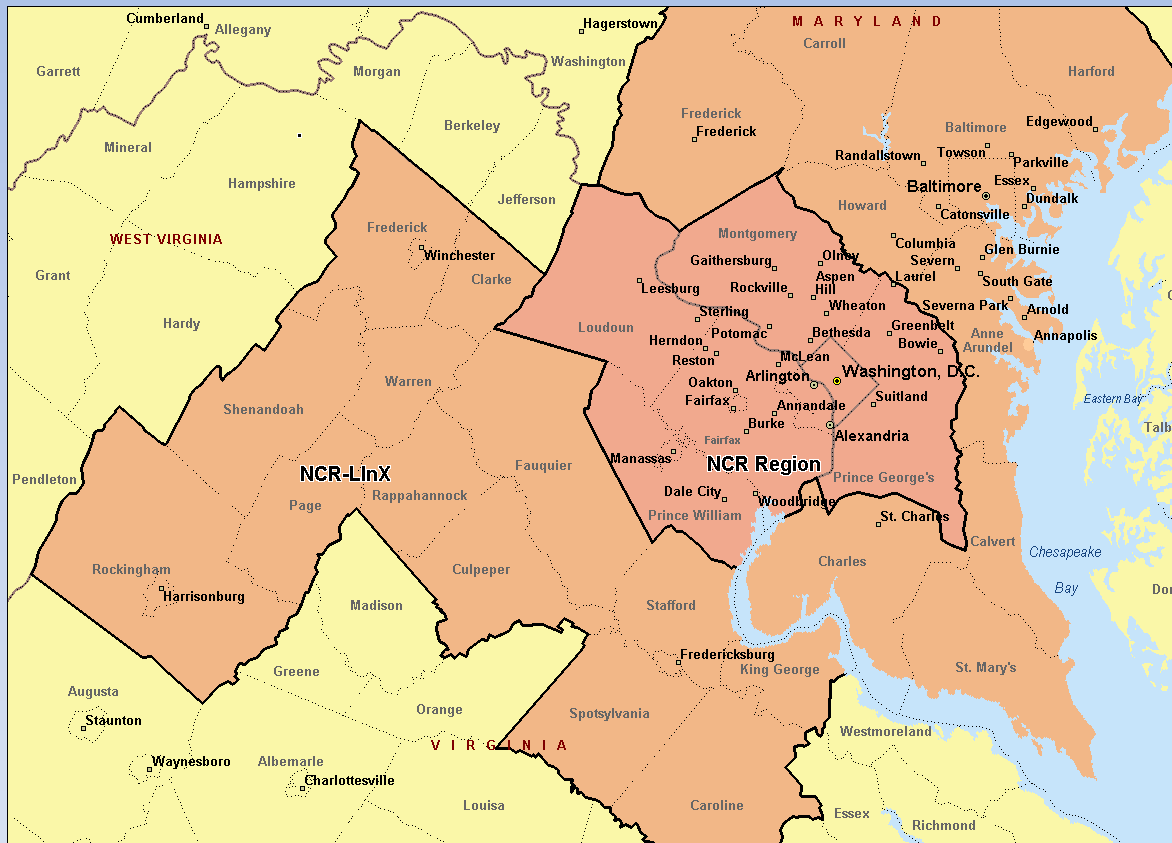 MARYLAND
Cumberland
Allegany
Hagerstown
Carroll
Washington
Garrett
Morgan
Harford
Frederick
Frederick
Berkeley
Edgewood
Baltimore
Mineral
Randallstown
Towson
Parkville
Hampshire
Baltimore
Essex
Jefferson
Howard
Dundalk
Catonsville
Frederick
WEST VIRGINIA
Montgomery
Winchester
Columbia
Glen Burnie
Gaithersburg
Olney
Severn
Grant
Clarke
Aspen
Hill
Laurel
South Gate
Leesburg
Rockville
Wheaton
Severna Park
Arnold
Sterling
Hardy
Loudoun
Potomac
Bethesda
Greenbelt
Annapolis
Herndon
Bowie
Anne
Arundel
Reston
McLean
Washington, D.C.
Arlington
Warren
Oakton
Suitland
Eastern Bay
Fairfax
Annandale
Shenandoah
Burke
Talb
Alexandria
Fairfax
Manassas
NCR Region
Fauquier
NCR-LInX
Pendleton
Prince George's
Rappahannock
Dale City
Woodbridge
Page
Prince William
St. Charles
Calvert
Chesapeake
Bay
Charles
Rockingham
Culpeper
Harrisonburg
Dor
Madison
Stafford
Fredericksburg
King George
St. Mary's
Greene
Augusta
Orange
Spotsylvania
Staunton
Westmoreland
VIRGINIA
Waynesboro
Albemarle
Charlottesville
Louisa
Caroline
Essex
Richmond